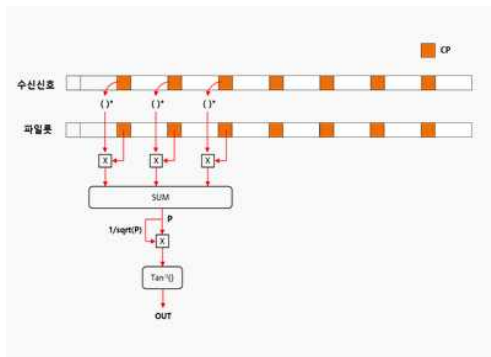 CP
수신신호
( )* ( )* ( )*
파일롯
X X X
SUM
P
1/sqrt(P)
X
Tan⁻¹()
OUT